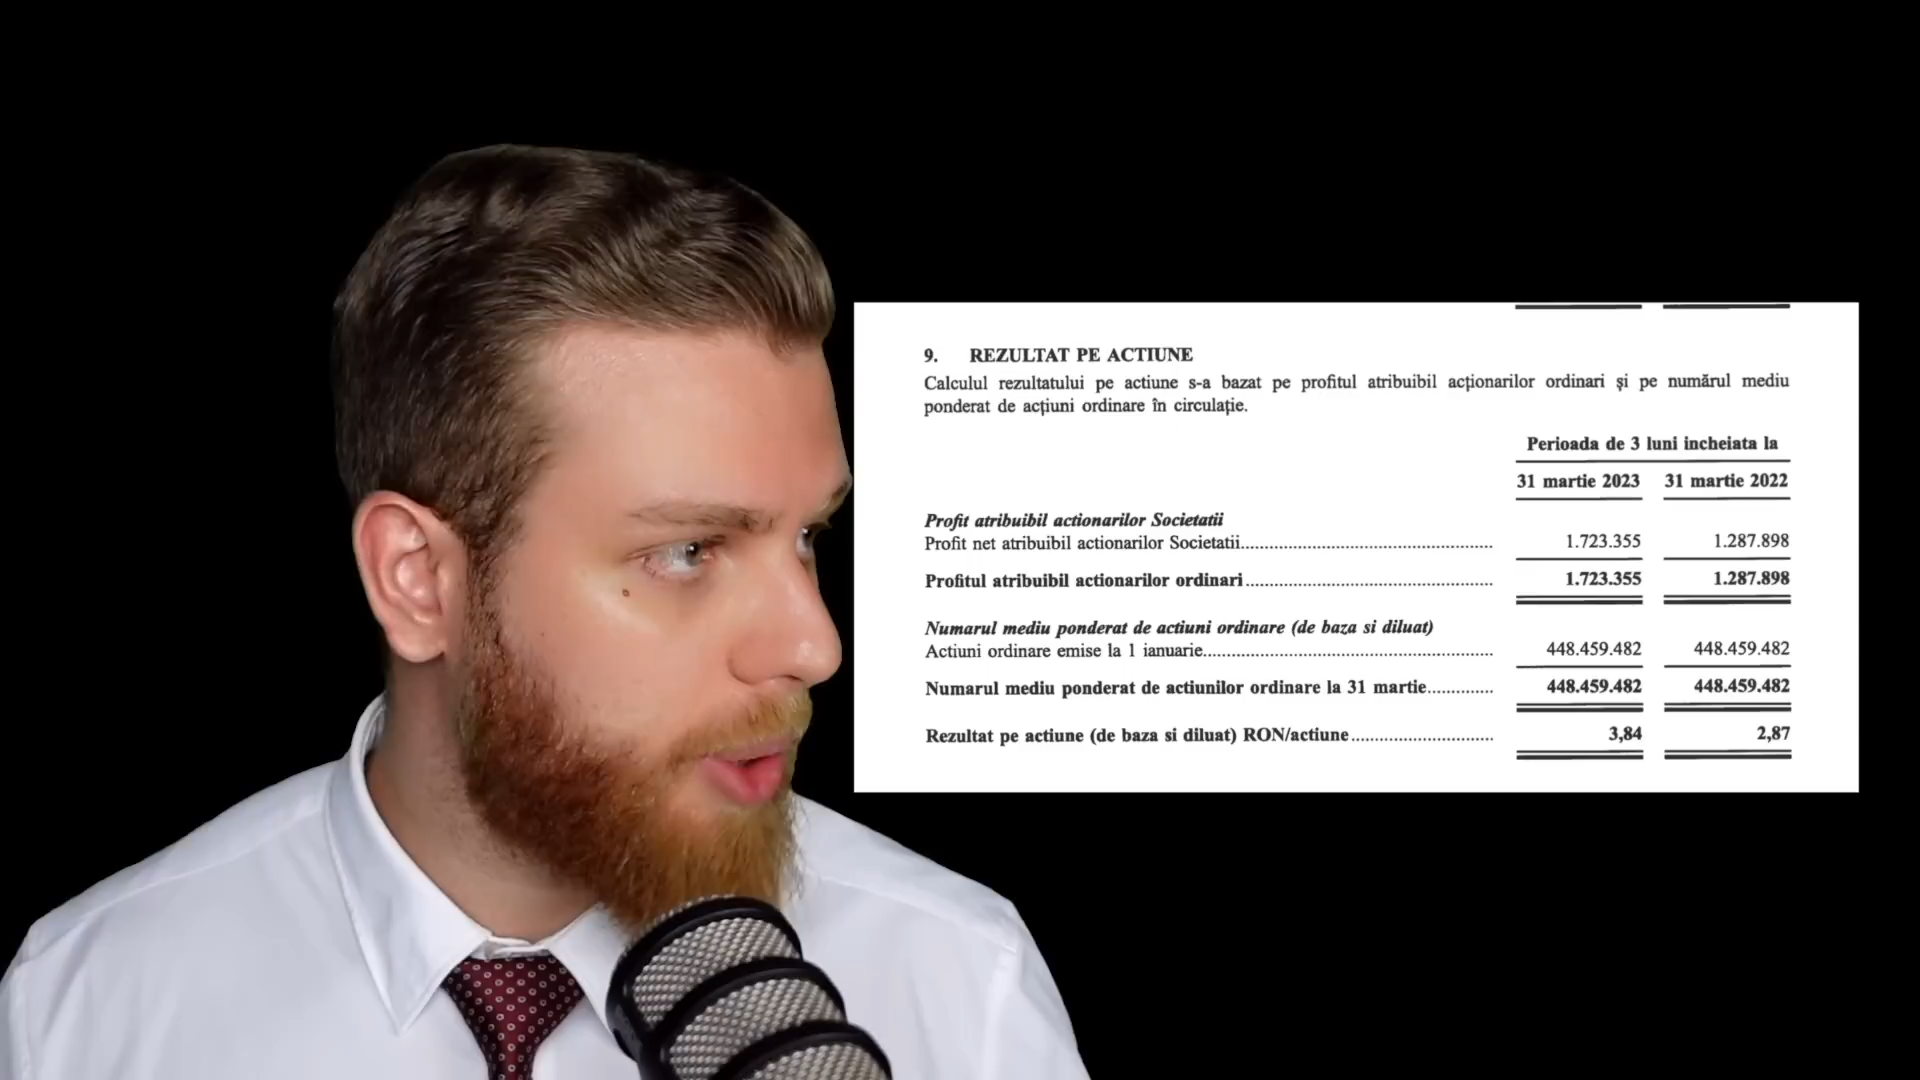 9. REZULTAT PE ACTIUNE
Calculul rezultatului pe actiune s-a bazat pe profitul atribuibil acționarilor ordinari și pe numărul mediu
ponderat de acțiuni ordinare în circulație.
Perioada de 3 luni incheiata la
31 martie 2023 31 martie 2022
Profit atribuibil actionarilor Societatii
Profit net atribuibil actionarilor Societatii 1.723.355 1.287.898
Profitul atribuibil actionarilor ordinari 1.723.355 1.287.898
Numarul mediu ponderat de actiuni ordinare (de baza si diluat)
Actiuni ordinare emise la 1 ianuarie 448.459.482 448.459.482
Numarul mediu ponderat de actiunilor ordinare la 31 martie 448.459.482 448.459.482
Rezultat pe actiune (de baza si diluat) RON/actiune 3,84 2,87